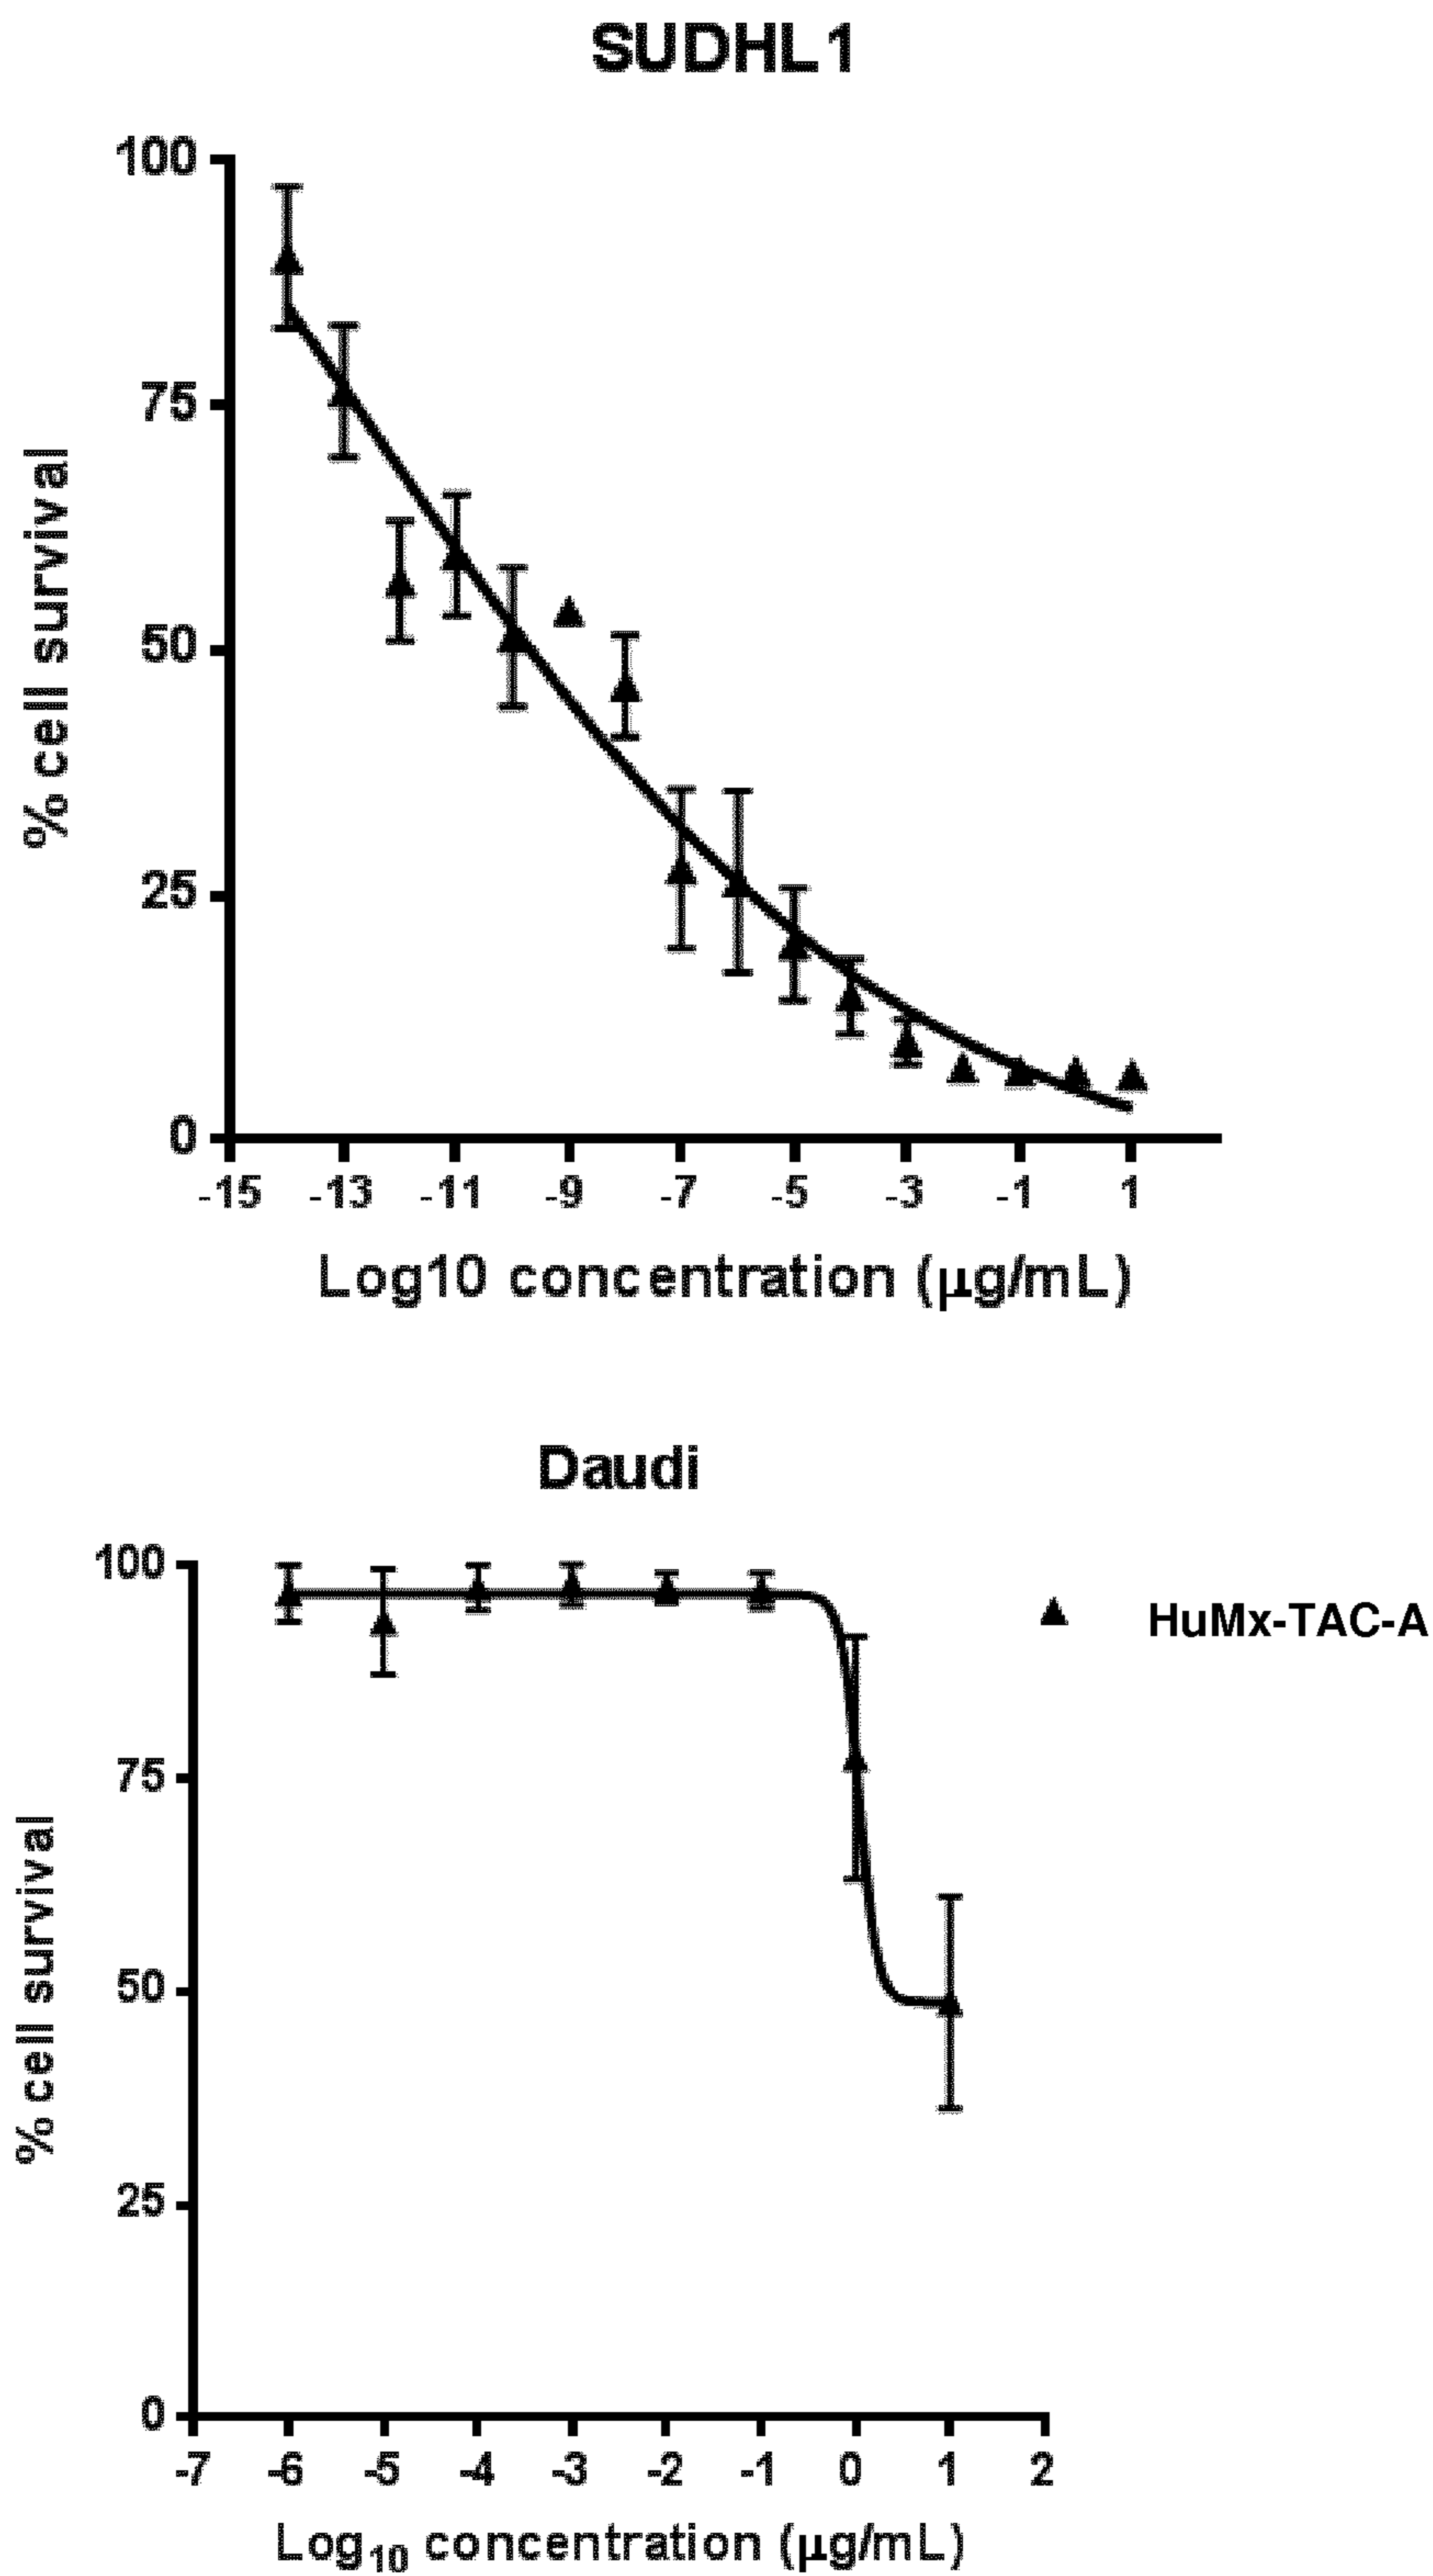 SUDHL1
100
75
50
25
0
% cell survival
-15 -13 -11 -9 -7 -5 -3 -1 1
Log10 concentration (μg/mL)
Daudi
100
75
50
25
0
% cell survival
HuMx-TAC-A
-7 -6 -5 -4 -3 -2 -1 0 1 2
Log10 concentration (μg/mL)